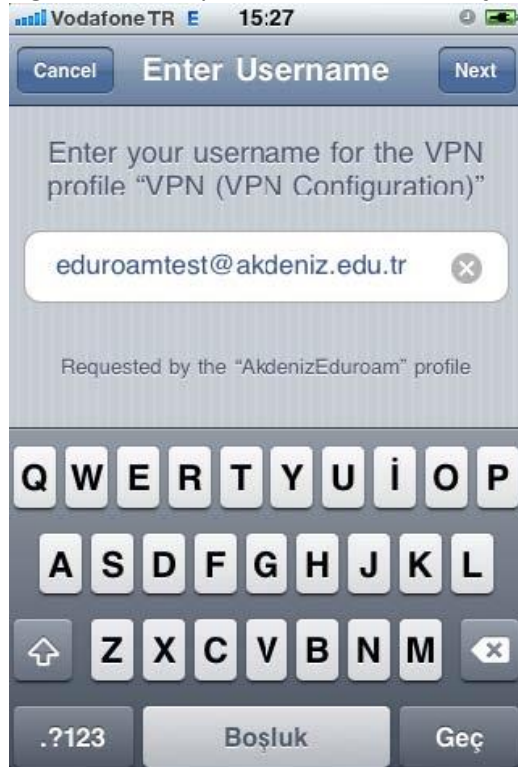 Vodafone TR E 15:27
Cancel Enter Username Next
Enter your username for the VPN
profile “VPN (VPN Configuration)”
eduroamtest@akdeniz.edu.tr
Requested by the “AkdenizEduroam” profile
Q W E R T Y U İ O P
A S D F G H J K L
Z X C V B N M
.?123 Boşluk Geç